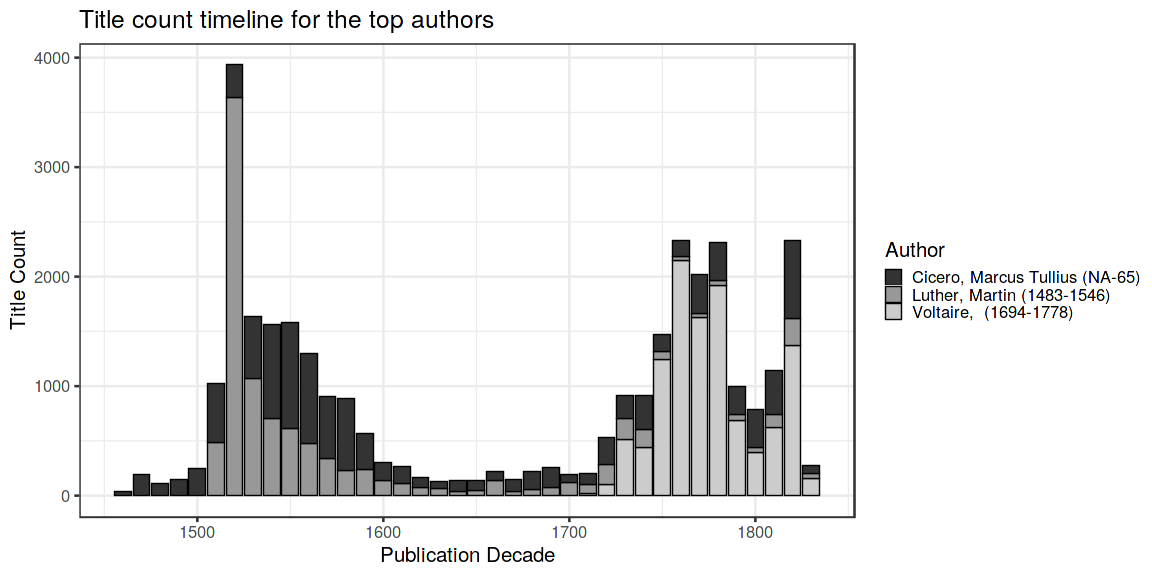 Title count timeline for the top authors
4000
3000
2000
1000
0
Title Count
1500
1600
1700
1800
Publication Decade
Author
Cicero, Marcus Tullius (NA-65)
Luther, Martin (1483-1546)
Voltaire,  (1694-1778)